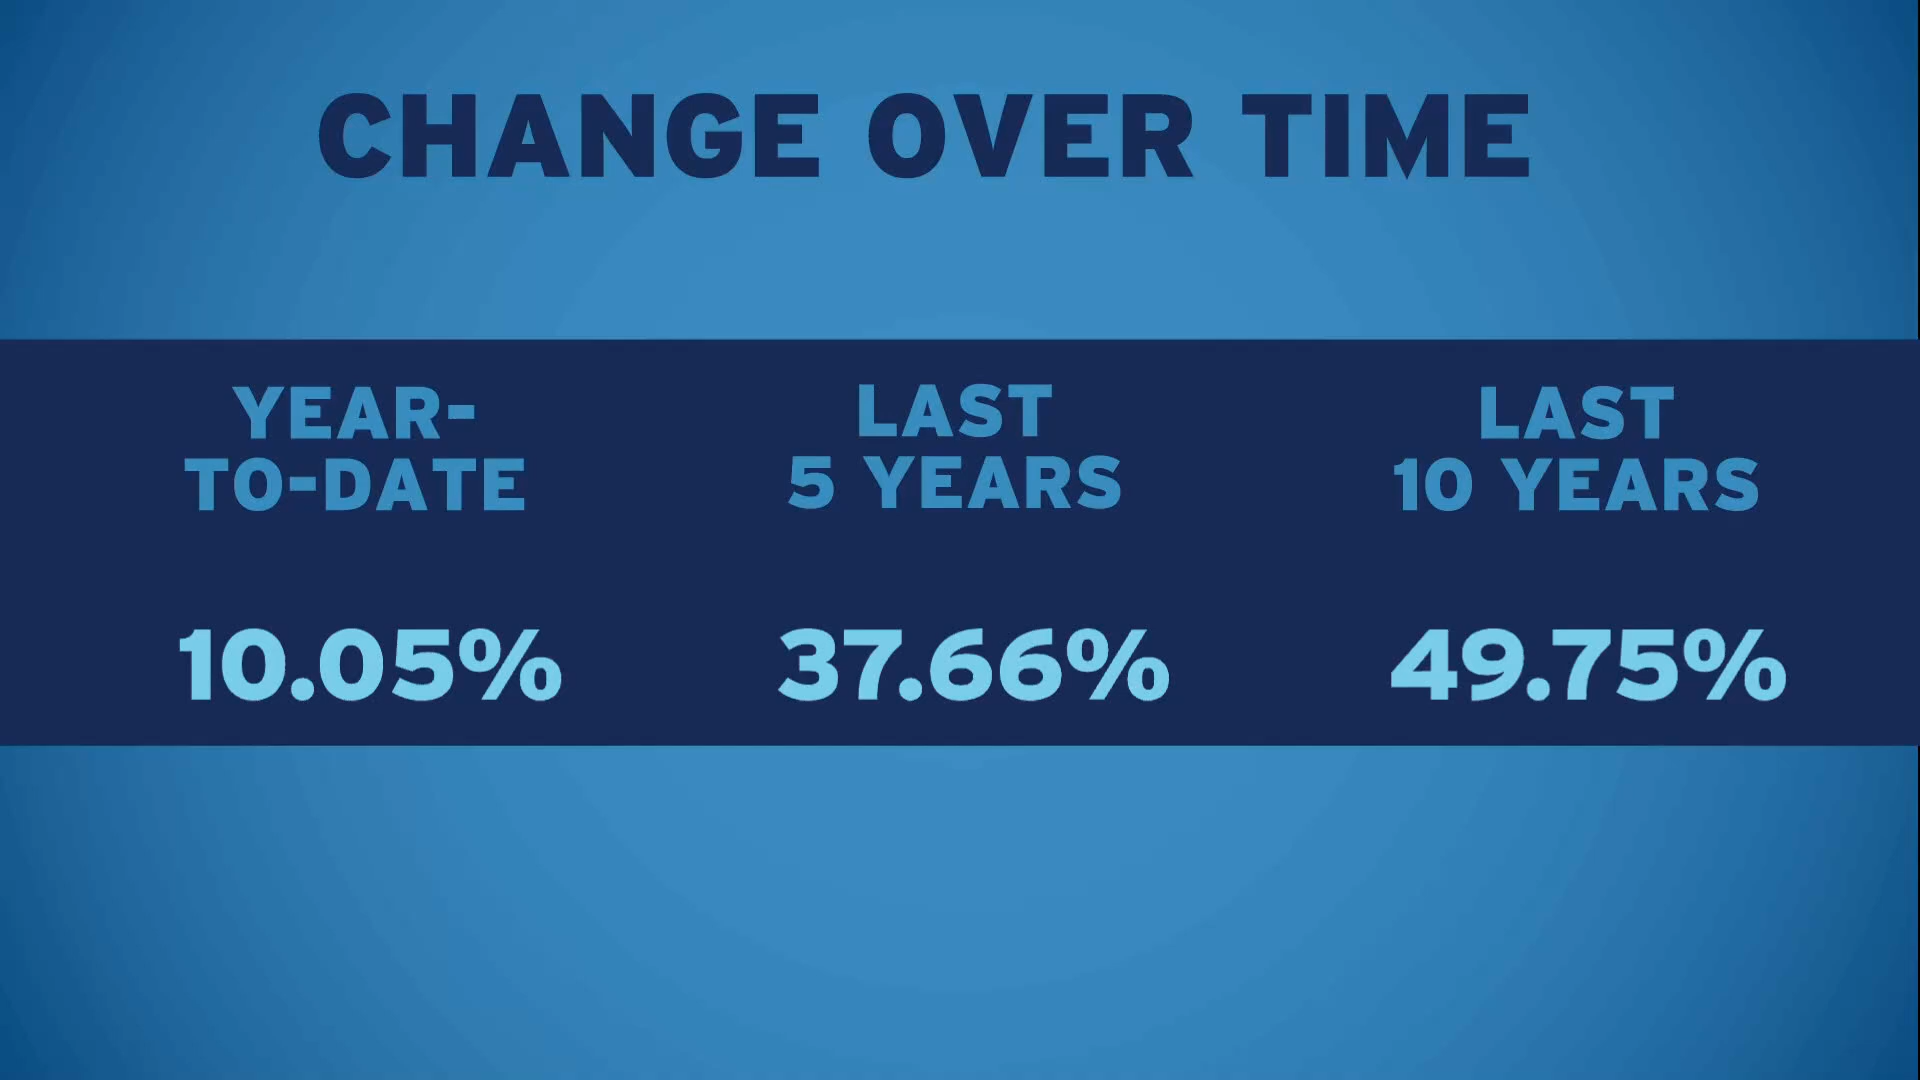 CHANGE OVER TIME
YEAR-
TO-DATE
LAST
5 YEARS
LAST
10 YEARS
10.05%
37.66%
49.75%